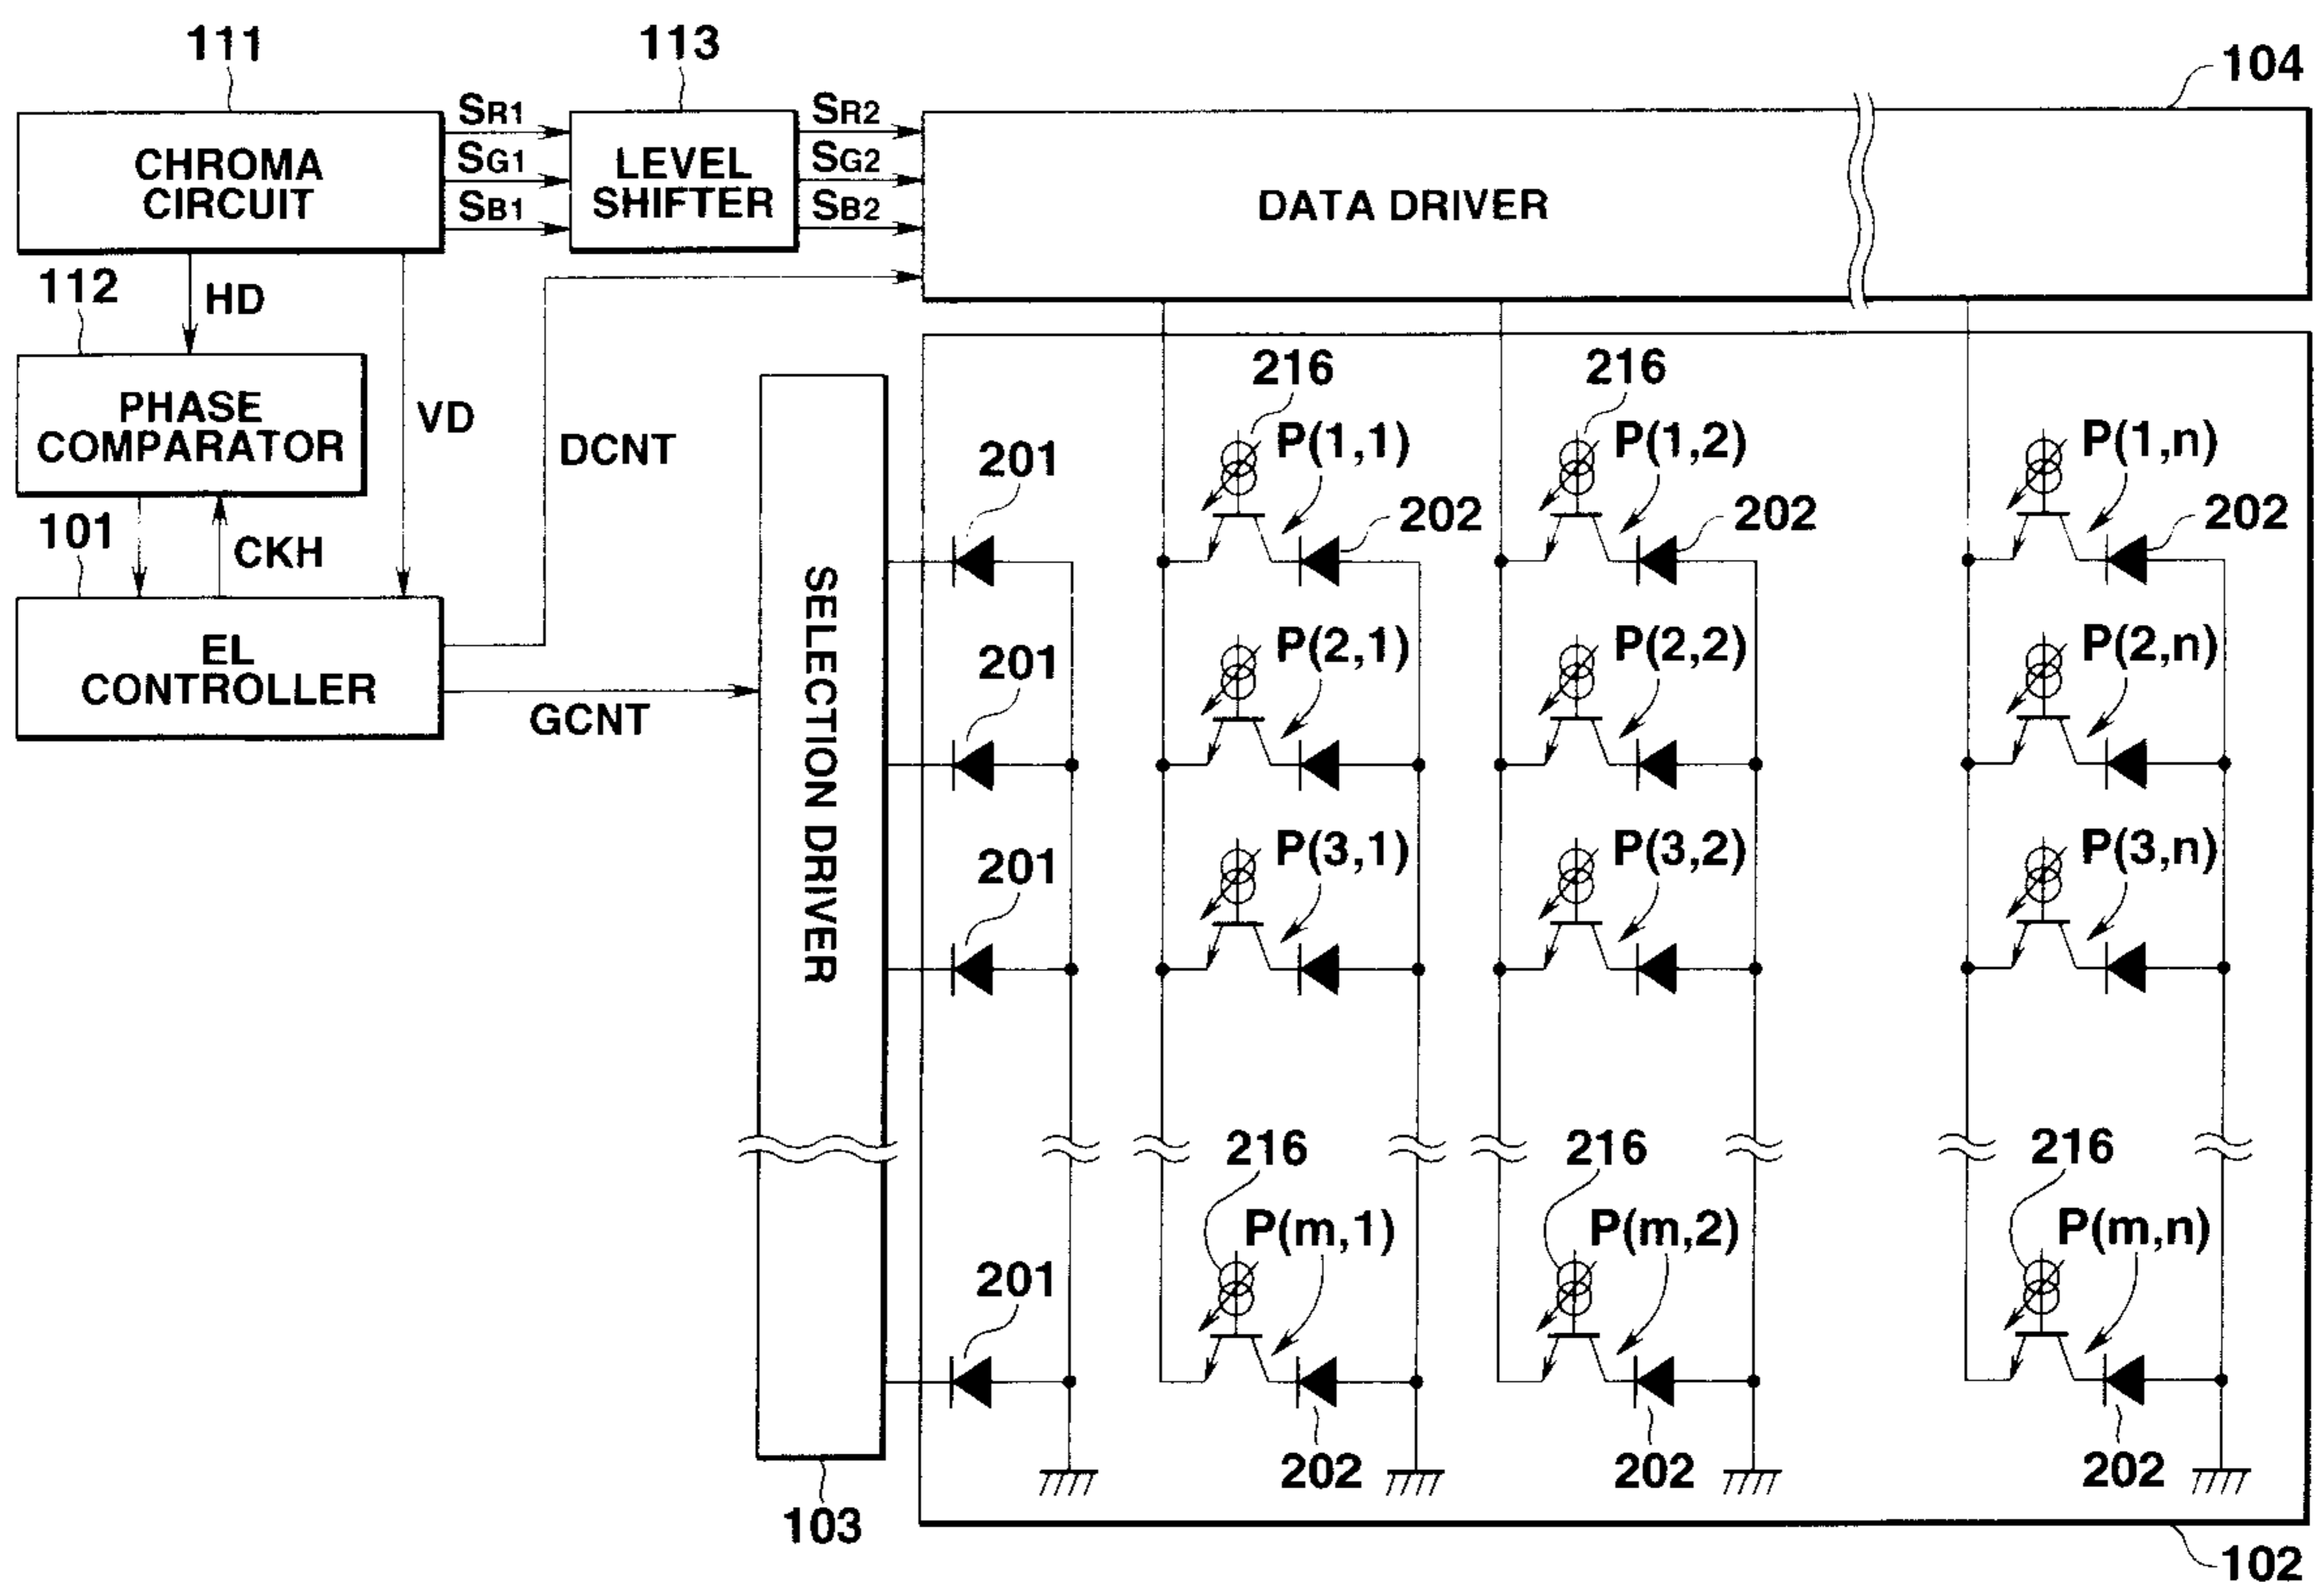 111
113
104
CHROMA
CIRCUIT
SR1
SG1
SB1
LEVEL
SHIFTER
SR2
SG2
SB2
DATA DRIVER
112
HD
VD
DCNT
PHASE
COMPARATOR
101
CKH
EL
CONTROLLER
GCNT
SELECTION DRIVER
103
201
201
201
201
216
P(1,1)
202
216
P(1,2)
202
P(1,n)
202
P(2,1)
P(2,2)
P(2,n)
P(3,1)
P(3,2)
P(3,n)
216
P(m,1)
202
216
P(m,2)
202
216
P(m,n)
202
102